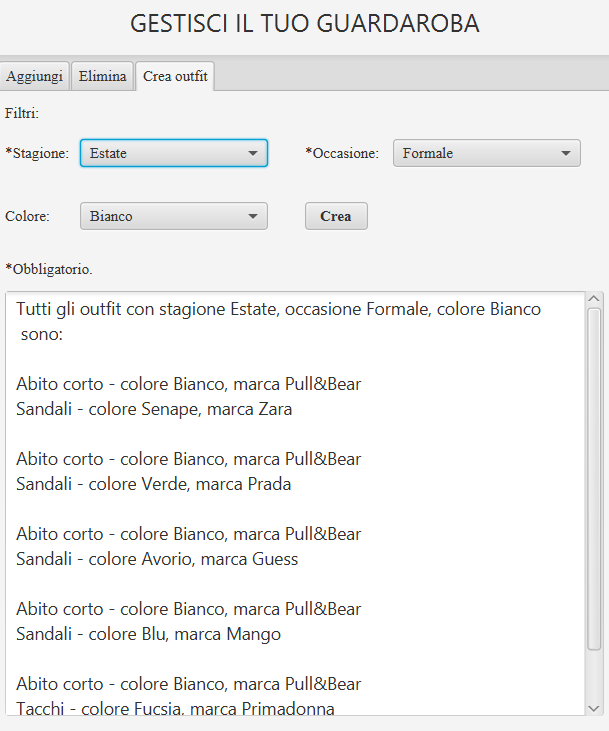 GESTISCI IL TUO GUARDAROBA
Aggiungi Elimina Crea outfit
Filtri:
*Stagione: Estate *Occasione: Formale
Colore: Bianco Crea
*Obbligatorio.
Tutti gli outfit con stagione Estate, occasione Formale, colore Bianco
sono:
Abito corto - colore Bianco, marca Pull&Bear
Sandali - colore Senape, marca Zara
Abito corto - colore Bianco, marca Pull&Bear
Sandali - colore Verde, marca Prada
Abito corto - colore Bianco, marca Pull&Bear
Sandali - colore Avorio, marca Guess
Abito corto - colore Bianco, marca Pull&Bear
Sandali - colore Blu, marca Mango
Abito corto - colore Bianco, marca Pull&Bear
Tacchi - colore Fucsia, marca Primadonna